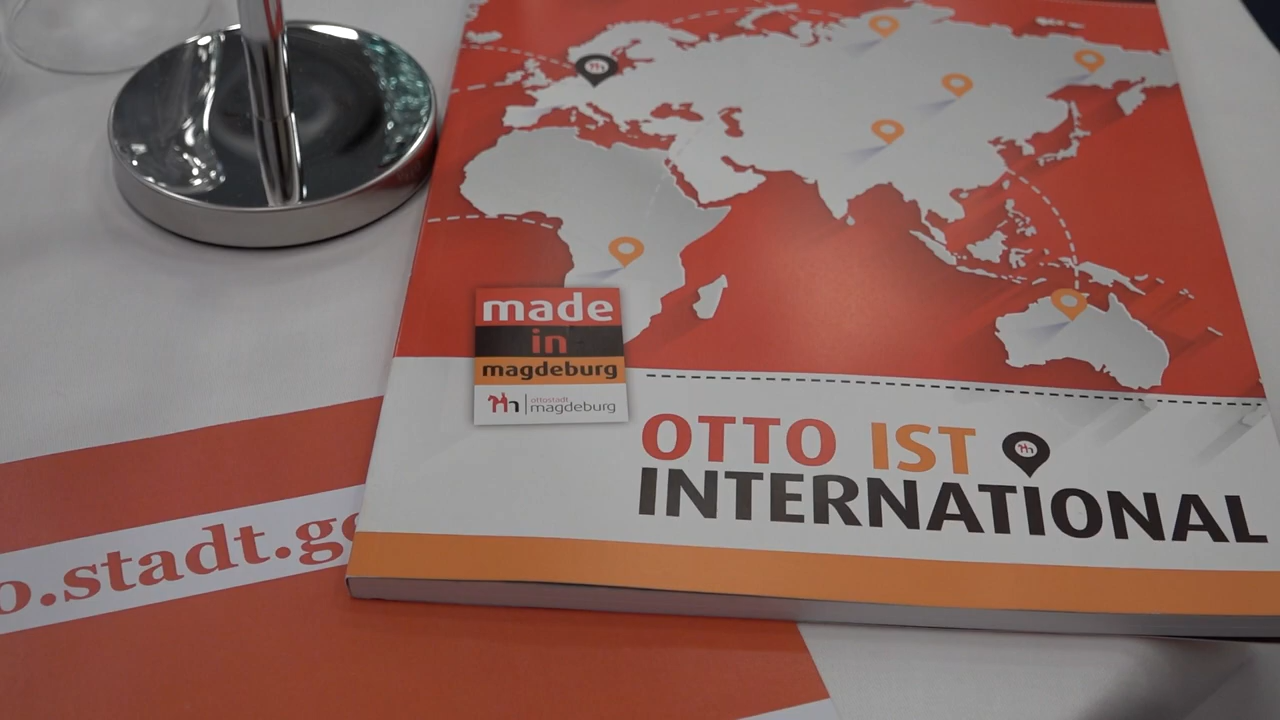 made
in
magdeburg
ottostadt
magdeburg
OTTO IST
INTERNATIONAL
o.stadt.ge